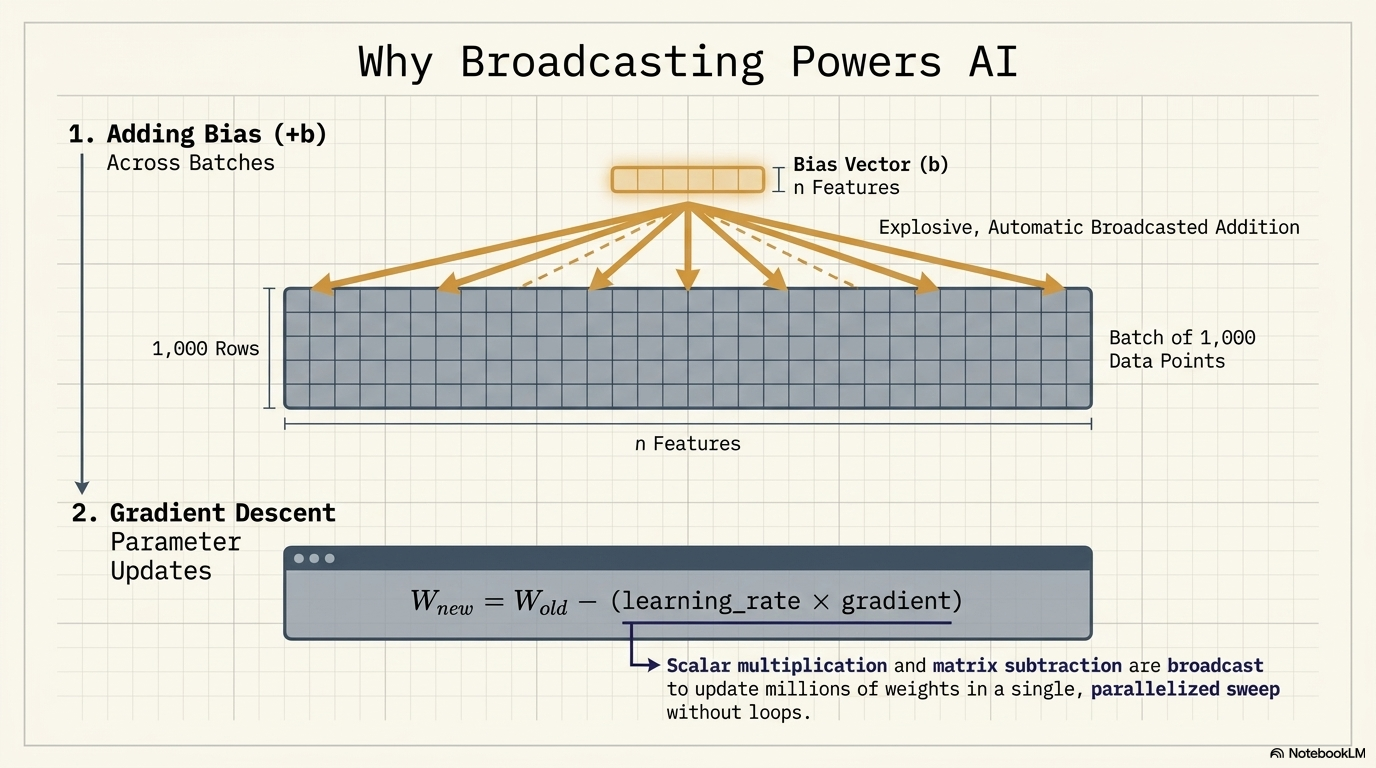 Why Broadcasting Powers AI
1. Adding Bias (+b)
Across Batches
Bias Vector (b)
n Features
Explosive, Automatic Broadcasted Addition
1,000 Rows
Batch of 1,000
Data Points
n Features
2. Gradient Descent
Parameter
Updates
W_new = W_old − (learning_rate × gradient)
Scalar multiplication and matrix subtraction are broadcast
to update millions of weights in a single, parallelized sweep
without loops.
NotebookLM